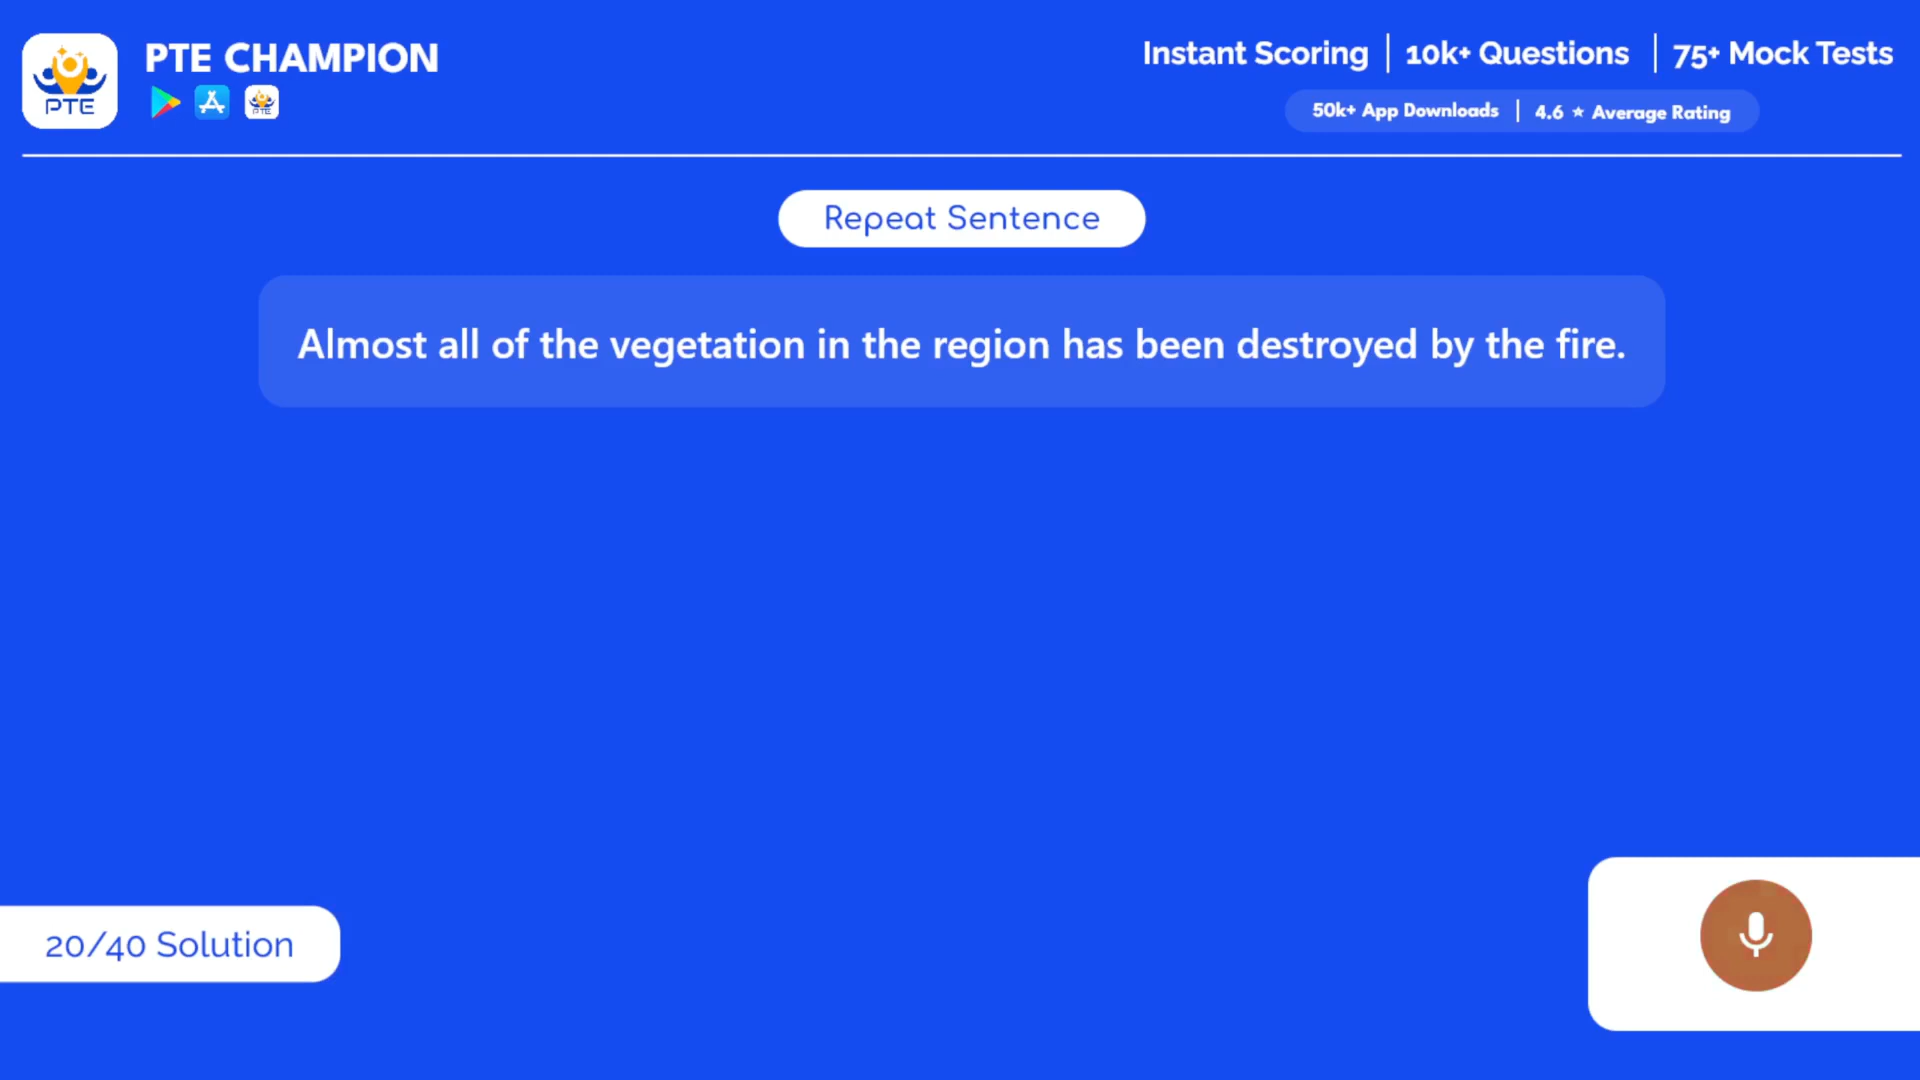 PTE CHAMPION
PTE
PTE
Instant Scoring | 10k+ Questions | 75+ Mock Tests
50k+ App Downloads | 4.6 ★ Average Rating
Repeat Sentence
Almost all of the vegetation in the region has been destroyed by the fire.
20/40 Solution